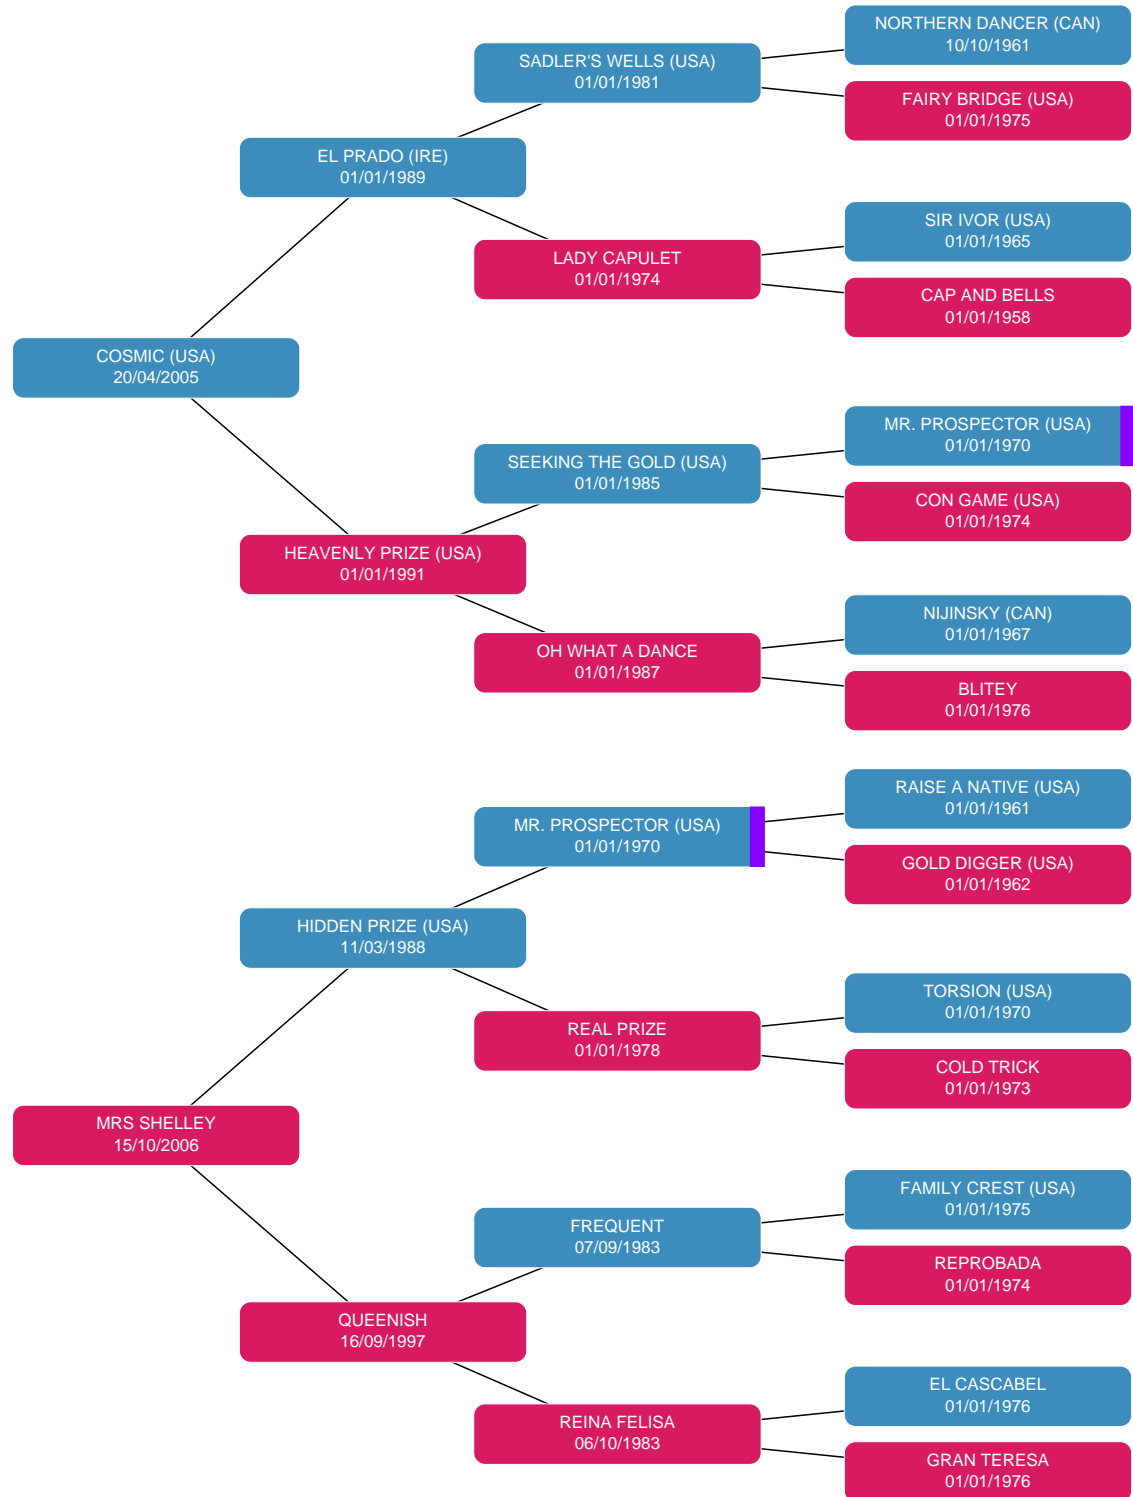 NORTHERN DANCER (CAN)
10/10/1961
SADLER'S WELLS (USA)
01/01/1981
FAIRY BRIDGE (USA)
01/01/1975
EL PRADO (IRE)
01/01/1989
SIR IVOR (USA)
01/01/1965
LADY CAPULET
01/01/1974
CAP AND BELLS
01/01/1958
COSMIC (USA)
20/04/2005
MR. PROSPECTOR (USA)
01/01/1970
SEEKING THE GOLD (USA)
01/01/1985
CON GAME (USA)
01/01/1974
HEAVENLY PRIZE (USA)
01/01/1991
NIJINSKY (CAN)
01/01/1967
OH WHAT A DANCE
01/01/1987
BLITEY
01/01/1976
RAISE A NATIVE (USA)
01/01/1961
MR. PROSPECTOR (USA)
01/01/1970
GOLD DIGGER (USA)
01/01/1962
HIDDEN PRIZE (USA)
11/03/1988
TORSION (USA)
01/01/1970
REAL PRIZE
01/01/1978
COLD TRICK
01/01/1973
MRS SHELLEY
15/10/2006
FAMILY CREST (USA)
01/01/1975
FREQUENT
07/09/1983
REPROBADA
01/01/1974
QUEENISH
16/09/1997
EL CASCABEL
01/01/1976
REINA FELISA
06/10/1983
GRAN TERESA
01/01/1976